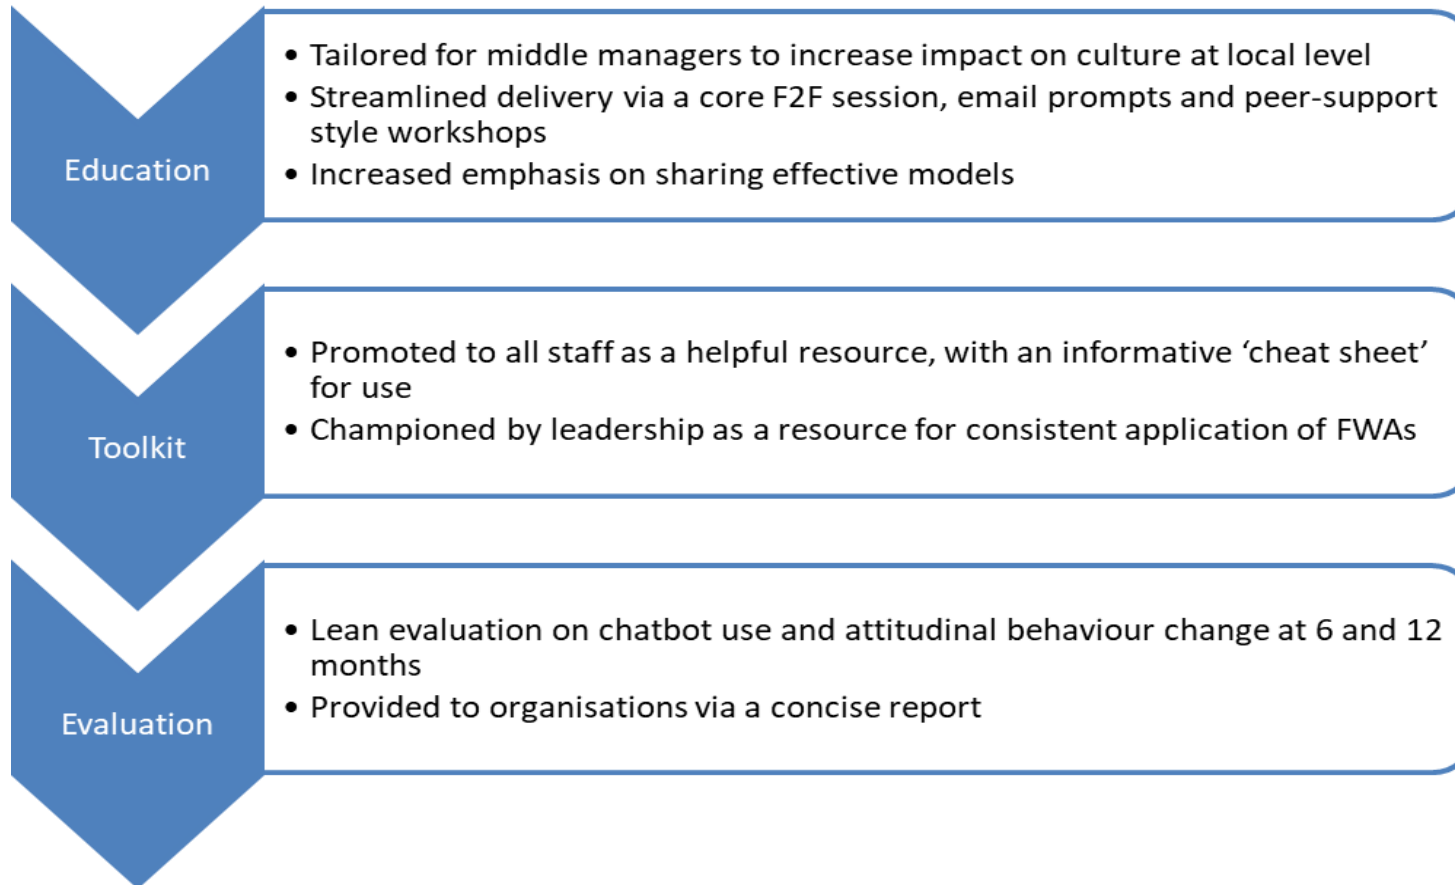 Education
• Tailored for middle managers to increase impact on culture at local level
• Streamlined delivery via a core F2F session, email prompts and peer-support
style workshops
• Increased emphasis on sharing effective models
Toolkit
• Promoted to all staff as a helpful resource, with an informative ‘cheat sheet’
for use
• Championed by leadership as a resource for consistent application of FWAs
Evaluation
• Lean evaluation on chatbot use and attitudinal behaviour change at 6 and 12
months
• Provided to organisations via a concise report